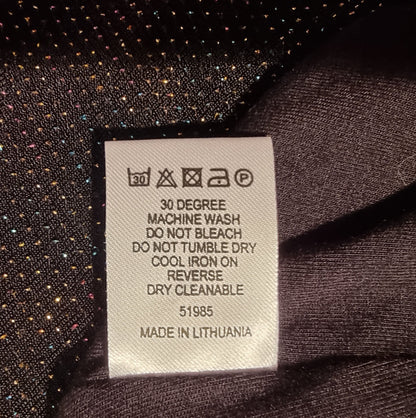 30 P
30 DEGREE
MACHINE WASH
DO NOT BLEACH
DO NOT TUMBLE DRY
COOL IRON ON
REVERSE
DRY CLEANABLE
51985
MADE IN LITHUANIA